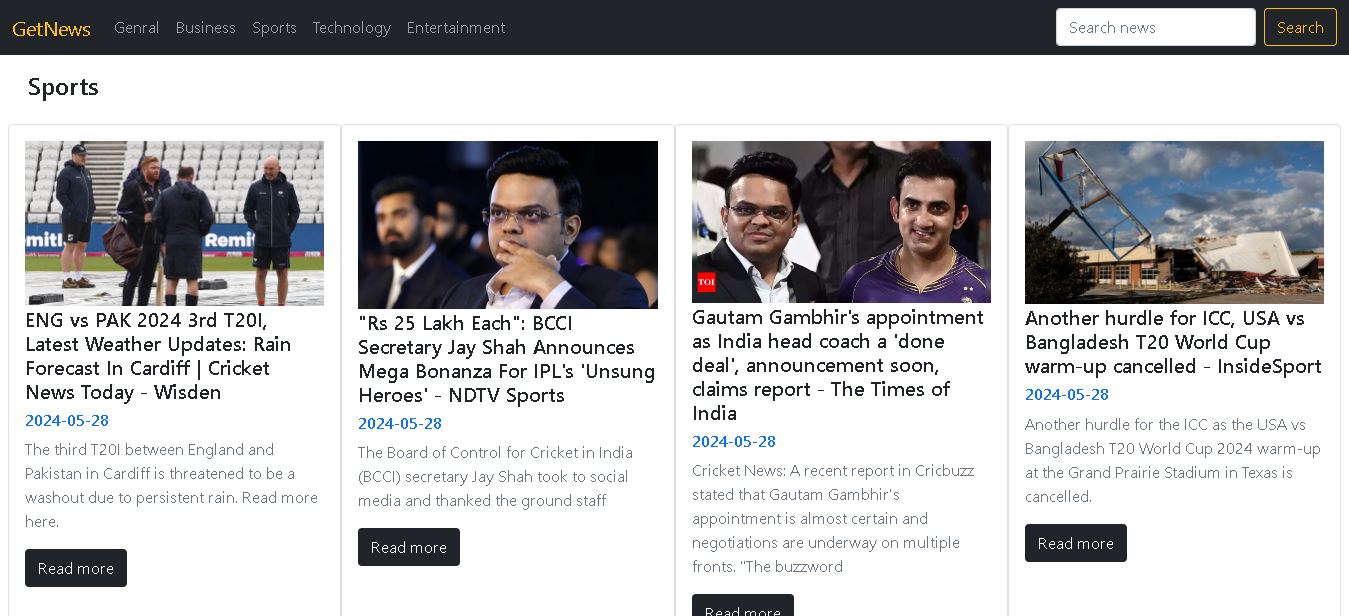 GetNews Genral Business Sports Technology Entertainment Search news Search
Sports
Remit
emitl
ENG vs PAK 2024 3rd T20I,
Latest Weather Updates: Rain
Forecast In Cardiff | Cricket
News Today - Wisden
2024-05-28
The third T20I between England and
Pakistan in Cardiff is threatened to be a
washout due to persistent rain. Read more
here.
Read more
"Rs 25 Lakh Each": BCCI
Secretary Jay Shah Announces
Mega Bonanza For IPL's 'Unsung
Heroes' - NDTV Sports
2024-05-28
The Board of Control for Cricket in India
(BCCI) secretary Jay Shah took to social
media and thanked the ground staff
Read more
TOI
Gautam Gambhir's appointment
as India head coach a 'done
deal', announcement soon,
claims report - The Times of
India
2024-05-28
Cricket News: A recent report in Cricbuzz
stated that Gautam Gambhir's
appointment is almost certain and
negotiations are underway on multiple
fronts. "The buzzword
Read more
Another hurdle for ICC, USA vs
Bangladesh T20 World Cup
warm-up cancelled - InsideSport
2024-05-28
Another hurdle for the ICC as the USA vs
Bangladesh T20 World Cup 2024 warm-up
at the Grand Prairie Stadium in Texas is
cancelled.
Read more